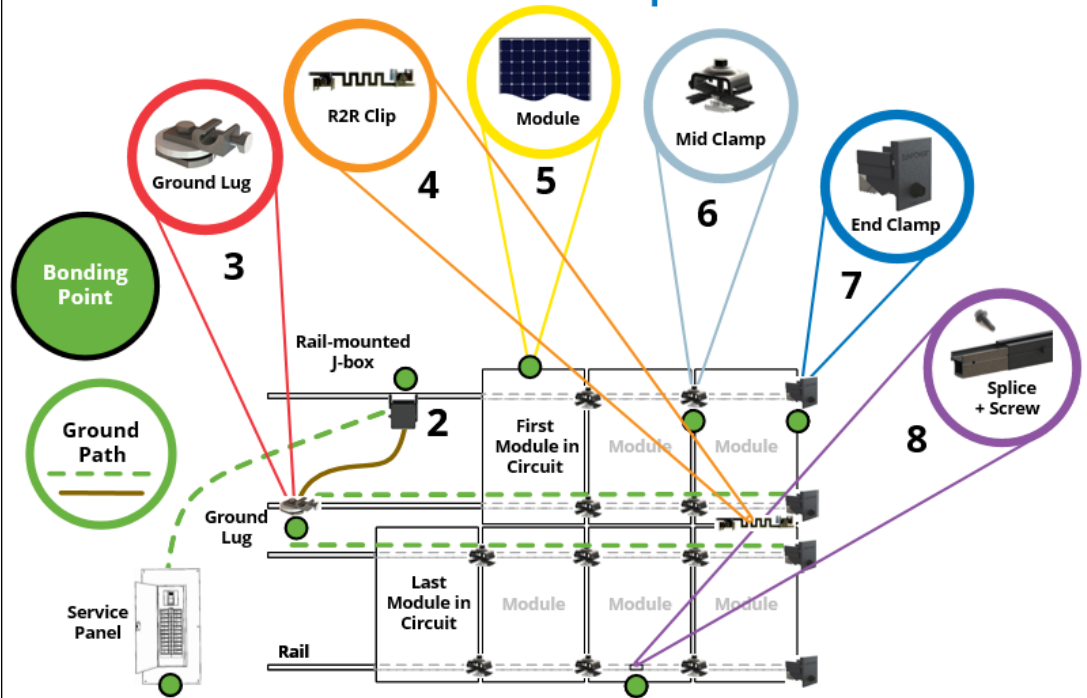 R2R Clip
Module
Mid Clamp
Ground Lug
End Clamp
4
5
6
3
7
Bonding
Point
Rail-mounted
J-box
Splice
+ Screw
Ground
Path
2
8
First
Module in
Circuit
Module
Module
Ground
Lug
Last
Module in
Circuit
Module
Module
Module
Service
Panel
Rail